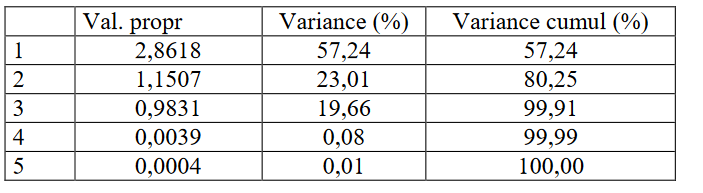 Val. propr Variance (%) Variance cumul (%)
1 2,8618 57,24 57,24
2 1,1507 23,01 80,25
3 0,9831 19,66 99,91
4 0,0039 0,08 99,99
5 0,0004 0,01 100,00